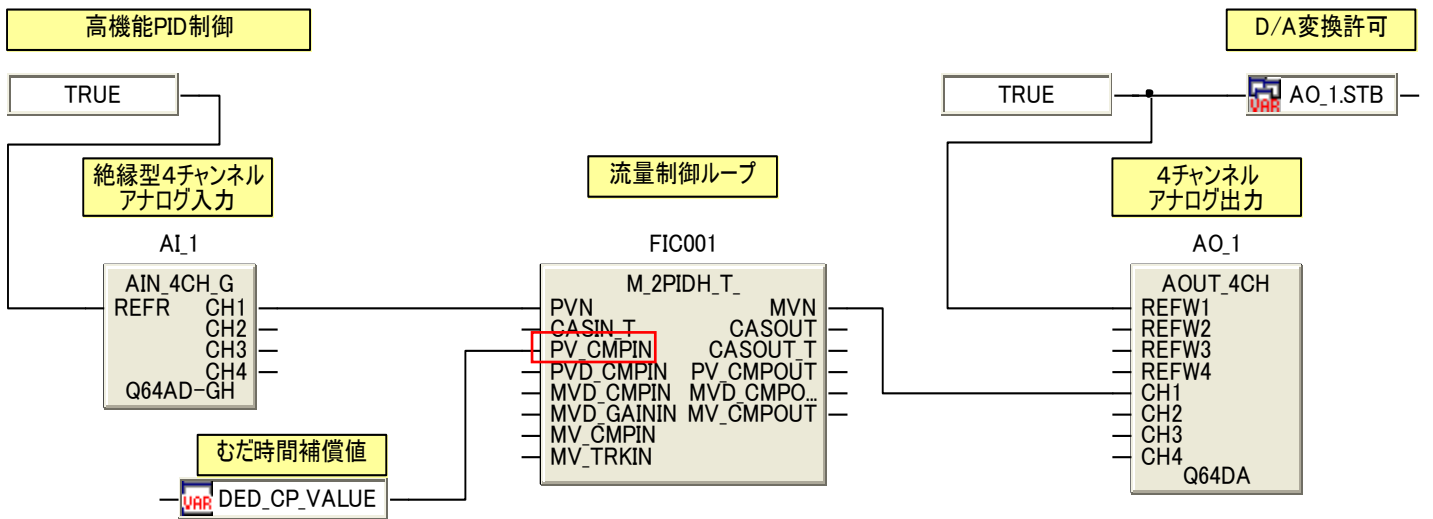 高機能PID制御
D/A変換許可
TRUE
TRUE
VAR AO_1.STB
絶縁型4チャンネル
アナログ入力
流量制御ループ
4チャンネル
アナログ出力
AI_1
FIC001
AO_1
AIN_4CH_G
REFR CH1
CH2
CH3
CH4
Q64AD-GH
M_2PIDH_T_
PVN MVN
CASIN_T CASOUT
PV_CMPIN CASOUT_T
PVD_CMPIN PV_CMPOUT
MVD_CMPIN MVD_CMPO...
MVD_GAININ MV_CMPOUT
MV_CMPIN
MV_TRKIN
AOUT_4CH
REFW1
REFW2
REFW3
REFW4
CH1
CH2
CH3
CH4
Q64DA
むだ時間補償値
VAR DED_CP_VALUE